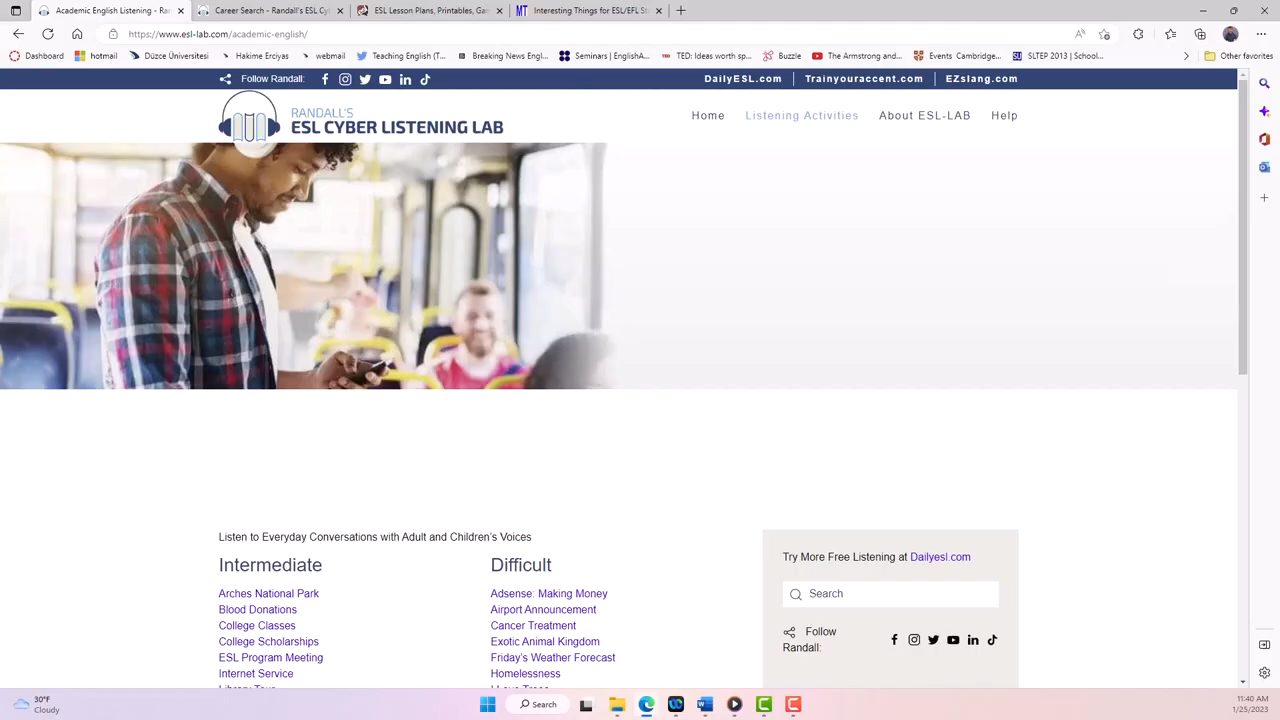 Academic English Listening - Ran
Career Search - Randall's ESL Cy
ESL Lesson Plans, Printables, Gam
MT Interesting Things for ESL/EFL St
https://www.esl-lab.com/academic-english/
Dashboard hotmail Düzce Üniversitesi Hakime Erciyas webmail Teaching English (T... Breaking News Engl... Seminars | EnglishA... TED: Ideas worth sp... Buzzle The Armstrong and... Events Cambridge... SLTEP 2013 | School... Other favorites
Follow Randall:
DailyESL.com Trainyouraccent.com EZslang.com
RANDALL'S
ESL CYBER LISTENING LAB
Home Listening Activities About ESL-LAB Help
Listen to Everyday Conversations with Adult and Children's Voices
Intermediate
Arches National Park
Blood Donations
College Classes
College Scholarships
ESL Program Meeting
Internet Service
Difficult
Adsense: Making Money
Airport Announcement
Cancer Treatment
Exotic Animal Kingdom
Friday's Weather Forecast
Homelessness
Try More Free Listening at Dailyesl.com
Search
Follow
Randall:
30°F
Cloudy
Search
11:40 AM
1/25/2023